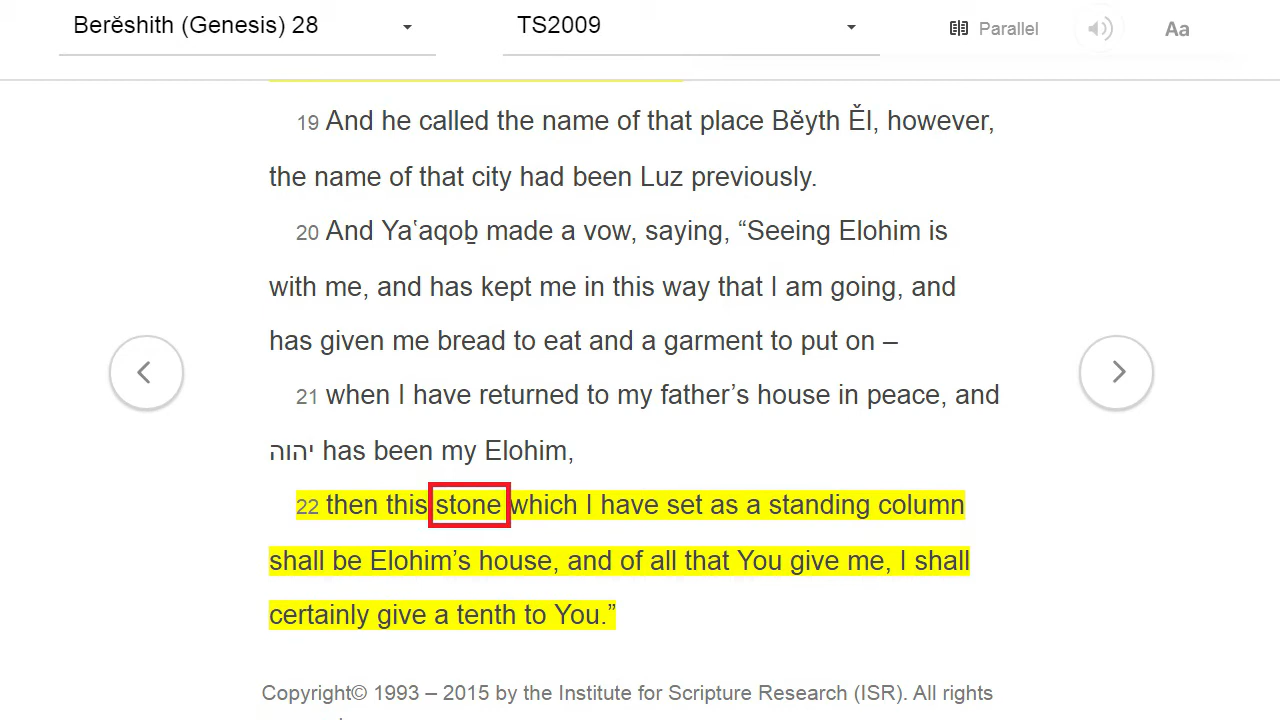 Berĕshith (Genesis) 28
TS2009
Parallel
Aa
19 And he called the name of that place Bĕyth Ěl, however,
the name of that city had been Luz previously.
20 And Yaʽaqoḇ made a vow, saying, “Seeing Elohim is
with me, and has kept me in this way that I am going, and
has given me bread to eat and a garment to put on –
21 when I have returned to my father’s house in peace, and
יהוה has been my Elohim,
22 then this stone which I have set as a standing column
shall be Elohim’s house, and of all that You give me, I shall
certainly give a tenth to You.”
Copyright© 1993 – 2015 by the Institute for Scripture Research (ISR). All rights